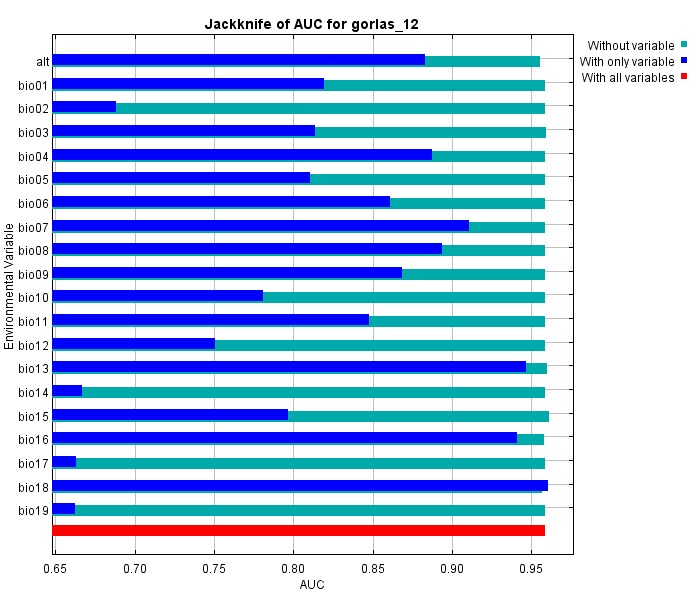 Jackknife of AUC for gorlas_12
Without variable
With only variable
With all variables
Environmental Variable
alt
bio01
bio02
bio03
bio04
bio05
bio06
bio07
bio08
bio09
bio10
bio11
bio12
bio13
bio14
bio15
bio16
bio17
bio18
bio19
0.65 0.70 0.75 0.80 0.85 0.90 0.95
AUC